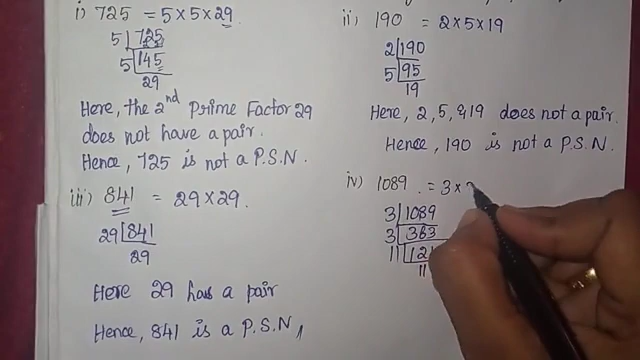 i) 725 = 5 x 5 x 29
5 725
5 145
29
Here, the 2nd Prime Factor 29
does not have a pair.
Hence, 725 is not a P.S.N.
ii) 190 = 2 x 5 x 19
2 190
5 95
19
Here, 2, 5, & 19 does not a pair.
Hence, 190 is not a P.S.N.
iii) 841 = 29 x 29.
29 841
29
Here 29 has a pair
Hence, 841 is a P.S.N,
iv) 1089 . = 3 x
3 1089
3 363
11 121
11